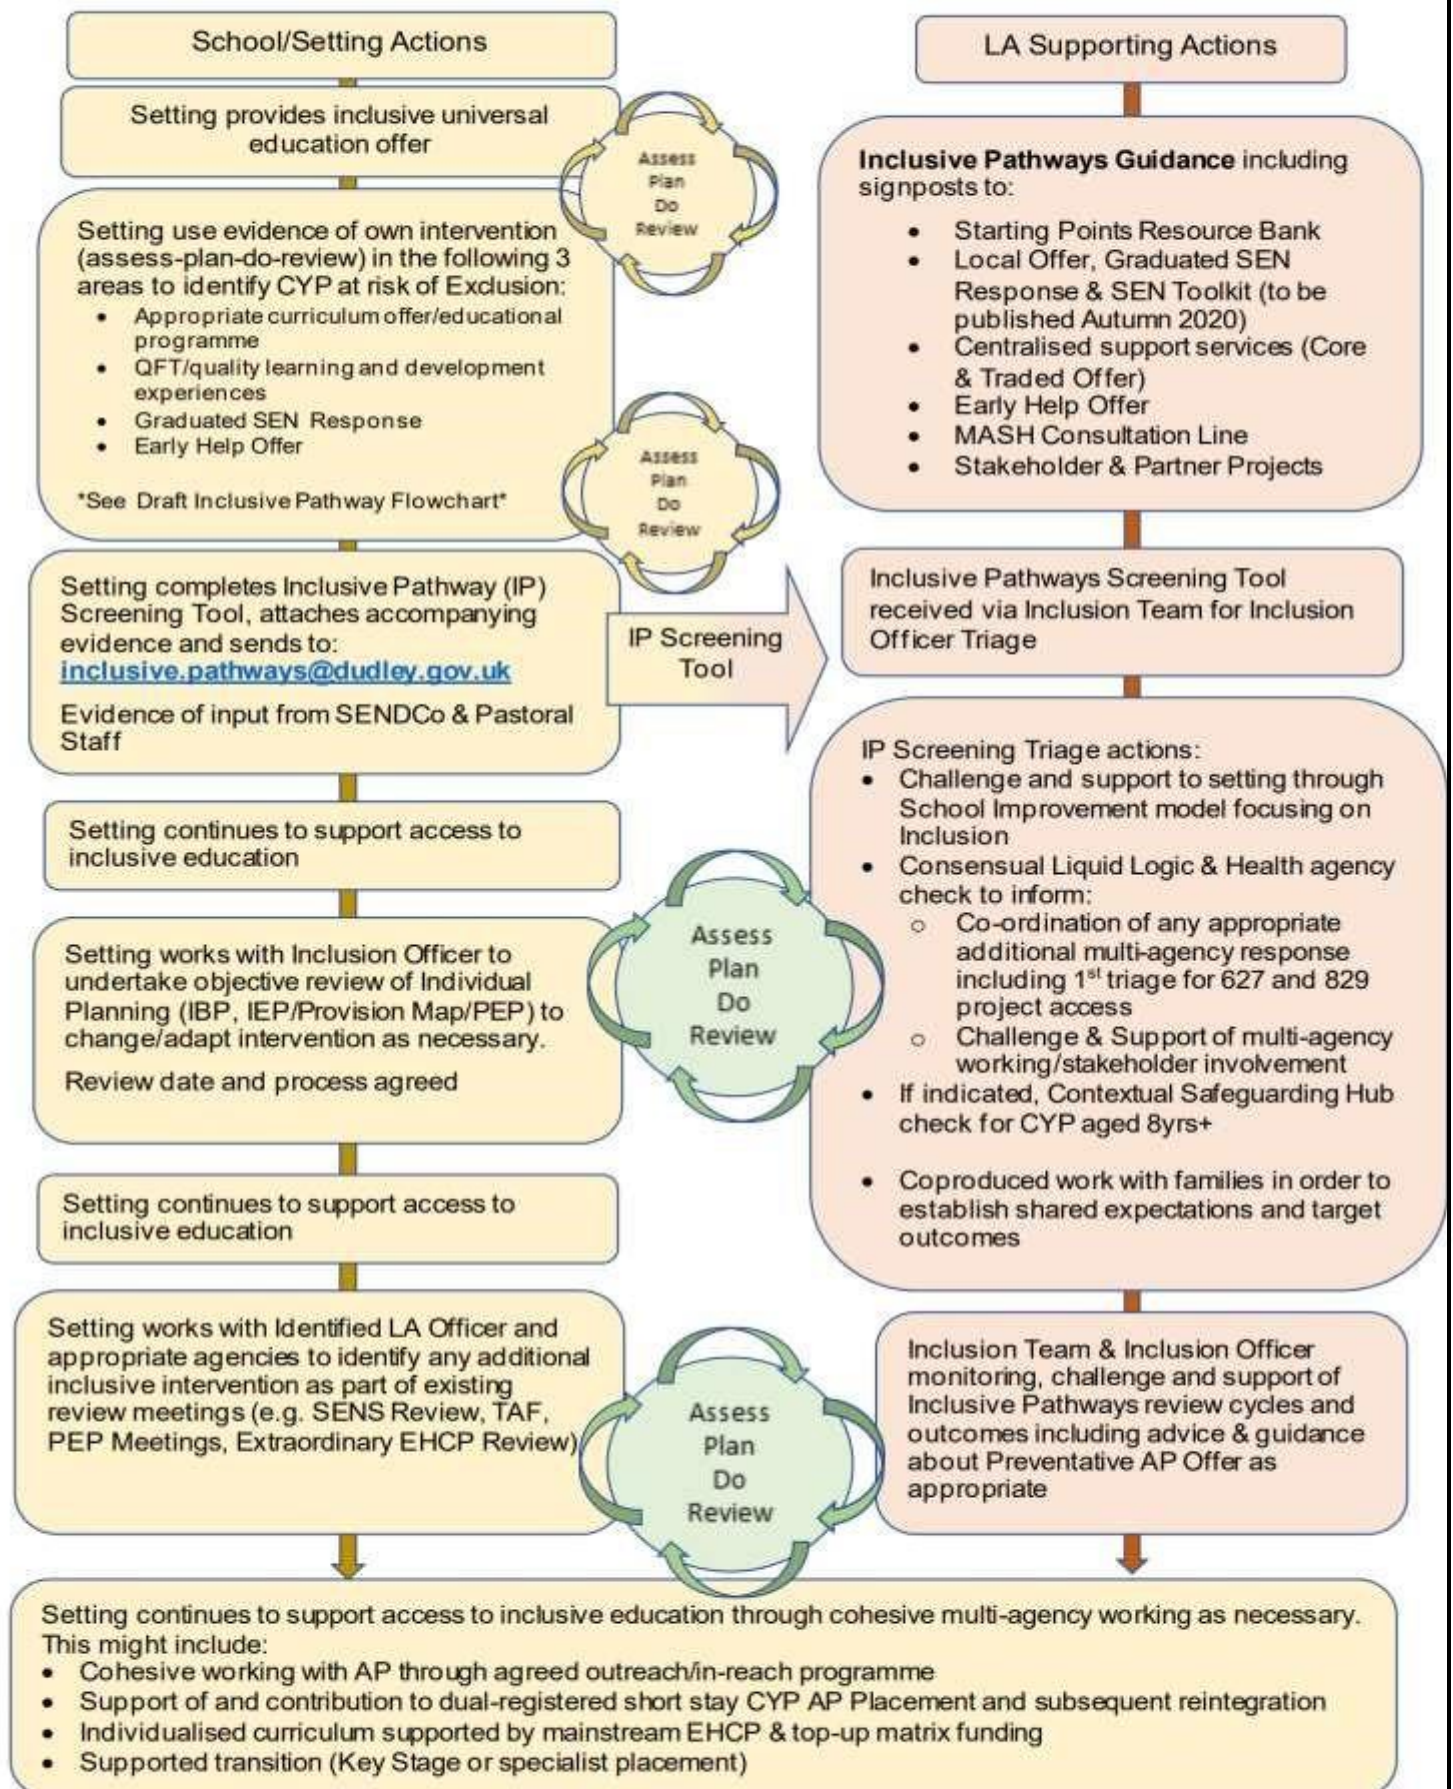 School/Setting Actions
Setting provides inclusive universal
education offer
Assess
Plan
Do
Review
Setting use evidence of own intervention
(assess-plan-do-review) in the following 3
areas to identify CYP at risk of Exclusion:
• Appropriate curriculum offer/educational
programme
• QFT/quality learning and development
experiences
• Graduated SEN Response
• Early Help Offer
*See Draft Inclusive Pathway Flowchart*
Assess
Plan
Do
Review
Setting completes Inclusive Pathway (IP)
Screening Tool, attaches accompanying
evidence and sends to:
inclusive.pathways@dudley.gov.uk
Evidence of input from SENDCo & Pastoral
Staff
IP Screening
Tool
Setting continues to support access to
inclusive education
Setting works with Inclusion Officer to
undertake objective review of Individual
Planning (IBP, IEP/Provision Map/PEP) to
change/adapt intervention as necessary.
Review date and process agreed
Assess
Plan
Do
Review
Setting continues to support access to
inclusive education
Setting works with Identified LA Officer and
appropriate agencies to identify any additional
inclusive intervention as part of existing
review meetings (e.g. SENS Review, TAF,
PEP Meetings, Extraordinary EHCP Review)
Assess
Plan
Do
Review
LA Supporting Actions
Inclusive Pathways Guidance including
signposts to:
• Starting Points Resource Bank
• Local Offer, Graduated SEN
Response & SEN Toolkit (to be
published Autumn 2020)
• Centralised support services (Core
& Traded Offer)
• Early Help Offer
• MASH Consultation Line
• Stakeholder & Partner Projects
Inclusive Pathways Screening Tool
received via Inclusion Team for Inclusion
Officer Triage
IP Screening Triage actions:
• Challenge and support to setting through
School Improvement model focusing on
Inclusion
• Consensual Liquid Logic & Health agency
check to inform:
o Co-ordination of any appropriate
additional multi-agency response
including 1st triage for 627 and 829
project access
o Challenge & Support of multi-agency
working/stakeholder involvement
• If indicated, Contextual Safeguarding Hub
check for CYP aged 8yrs+
• Coproduced work with families in order to
establish shared expectations and target
outcomes
Inclusion Team & Inclusion Officer
monitoring, challenge and support of
Inclusive Pathways review cycles and
outcomes including advice & guidance
about Preventative AP Offer as
appropriate
Setting continues to support access to inclusive education through cohesive multi-agency working as necessary.
This might include:
• Cohesive working with AP through agreed outreach/in-reach programme
• Support of and contribution to dual-registered short stay CYP AP Placement and subsequent reintegration
• Individualised curriculum supported by mainstream EHCP & top-up matrix funding
• Supported transition (Key Stage or specialist placement)